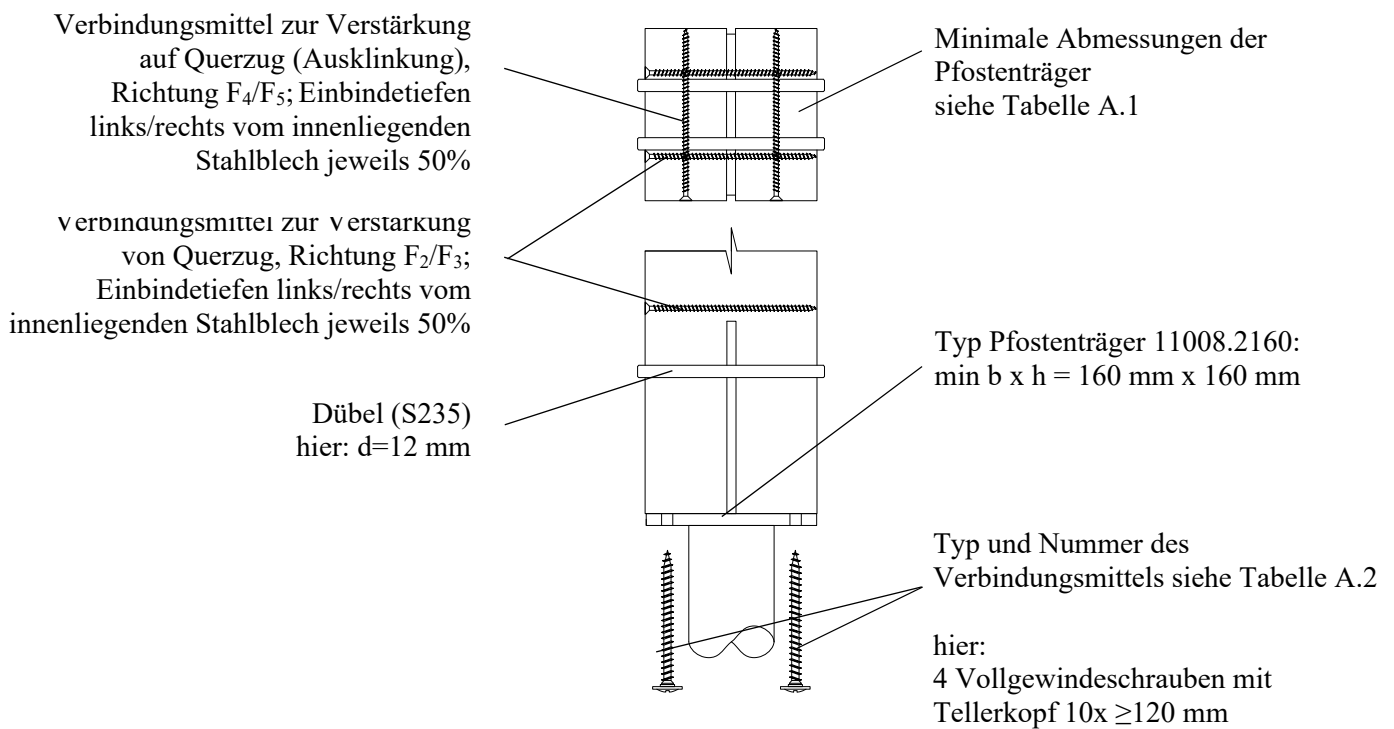 Verbindungsmittel zur Verstärkung
auf Querzug (Ausklinkung),
Richtung F4/F5; Einbindetiefen
links/rechts vom innenliegenden
Stahlblech jeweils 50%
Verbindungsmittel zur Verstärkung
von Querzug, Richtung F2/F3;
Einbindetiefen links/rechts vom
innenliegenden Stahlblech jeweils 50%
Dübel (S235)
hier: d=12 mm
Minimale Abmessungen der
Pfostenträger
siehe Tabelle A.1
Typ Pfostenträger 11008.2160:
min b x h = 160 mm x 160 mm
Typ und Nummer des
Verbindungsmittels siehe Tabelle A.2
hier:
4 Vollgewindeschrauben mit
Tellerkopf 10x ≥120 mm